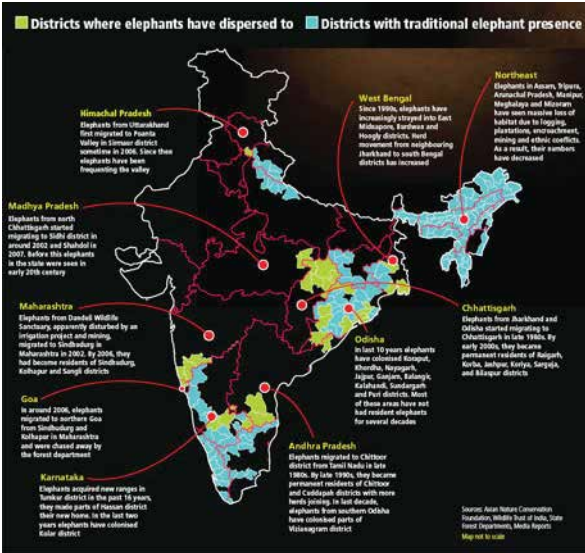 Districts where elephants have dispersed to
Districts with traditional elephant presence
Himachal Pradesh
Elephants from Uttarakhand
first migrated to Poanta
Valley in Sirmaur district
sometime in 2006. Since then
elephants have been
frequenting the valley
West Bengal
Since 1990s, elephants have
increasingly strayed into East
Midnapore, Bardwan and
Hoogly districts. Herd
movement from neighbouring
Jharkhand to south Bengal
districts has increased
Northeast
Elephants in Assam, Tripura,
Arunachal Pradesh, Manipur,
Meghalaya and Mizoram
have seen massive loss of
habitat due to logging,
plantations, encroachment,
mining and ethnic conflicts.
As a result, their numbers
have decreased
Madhya Pradesh
Elephants from north
Chhattisgarh started
migrating to Sidhi district in
around 2002 and Shahdol in
2007. Before this elephants
in the state were seen in
early 20th century
Maharashtra
Elephants from Dandeli Wildlife
Sanctuary, apparently disturbed by an
irrigation project and mining,
migrated to Sindhudurg in
Maharashtra in 2002. By 2006, they
had become residents of Sindudurg,
Kolhapur and Sangli districts
Chhattisgarh
Elephants from Jharkhand and
Odisha started migrating to
Chhattisgarh in late 1980s. By
early 2000s, they became
permanent residents of Raigarh,
Korba, Jashpur, Koriya, Sarguja,
and Bilaspur districts
Odisha
In last 10 years elephants
have colonised Koraput,
Khordha, Nayagarh,
Jajpur, Ganjam, Balangir,
Kalahandi, Sundargarh
and Puri districts. Most
of these areas have not
had resident elephants
for several decades
Goa
In around 2006, elephants
migrated to northern Goa
from Sindhudurg and
Kolhapur in Maharashtra
and were chased away by
the forest department
Andhra Pradesh
Elephants migrated to Chittoor
district from Tamil Nadu in late
1980s. By late 1990s, they became
permanent residents of Chittoor
and Cuddapah districts with more
herds joining. In last decade,
elephants from southern Odisha
have colonised parts of
Vizianagram district
Karnataka
Elephants acquired new ranges in
Tumkur district in the past 16 years,
they made parts of Hassan district
their new home. In the last two
years elephants have colonised
Kolar district
Sources: Asian Nature Conservation
Foundation, Wildlife Trust of India, State
Forest Departments, Media Reports
Map not to scale